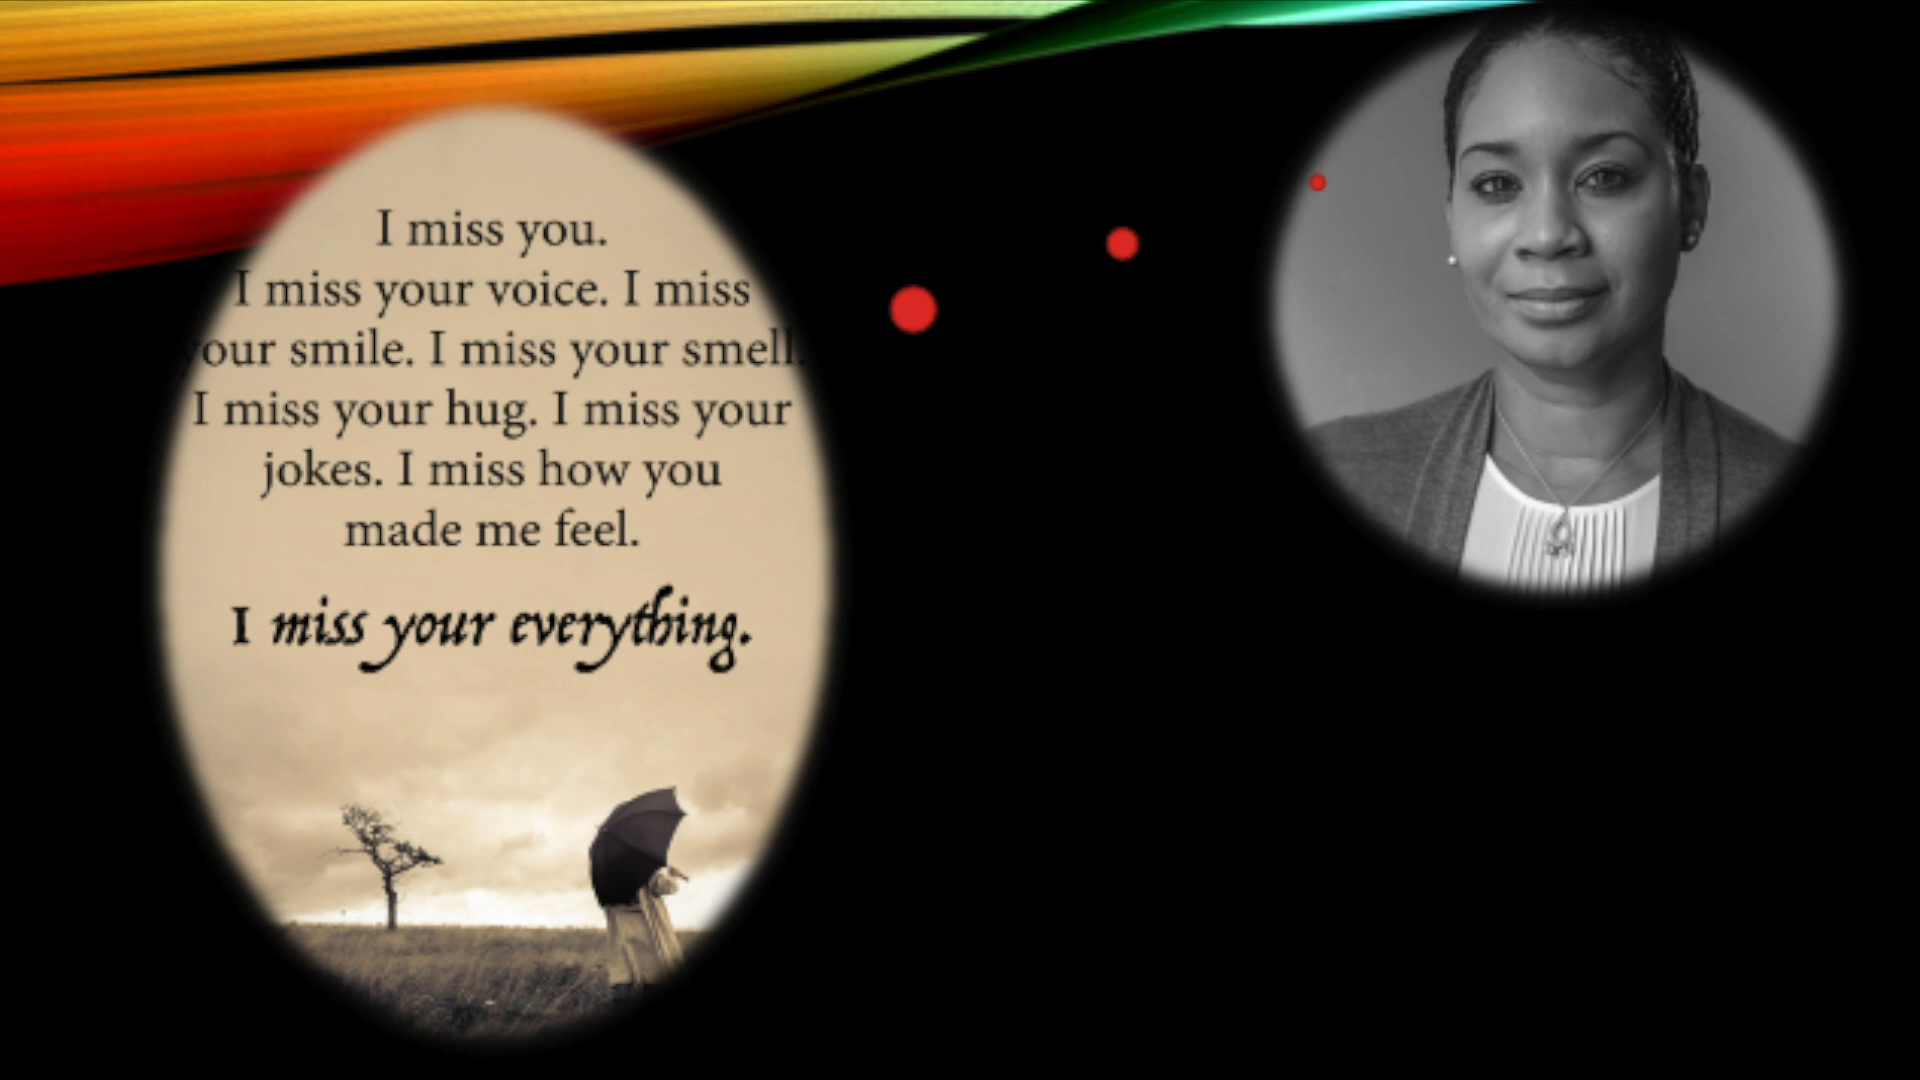 I miss you.
I miss your voice. I miss
your smile. I miss your smell.
I miss your hug. I miss your
jokes. I miss how you
made me feel.
I miss your everything.